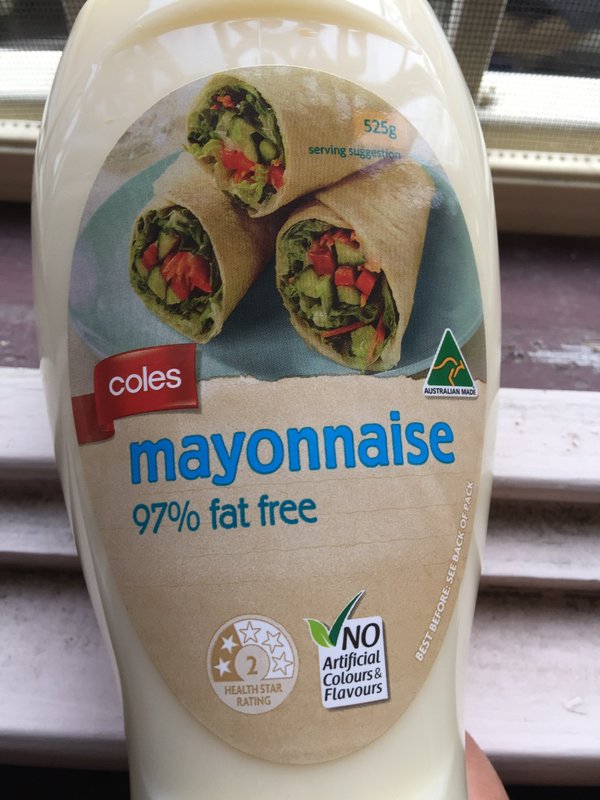 525g
serving suggestion
coles
AUSTRALIAN MADE
mayonnaise
97% fat free
BEST BEFORE: SEE BACK OF PACK
2
HEALTH STAR
RATING
NO
Artificial
Colours &
Flavours